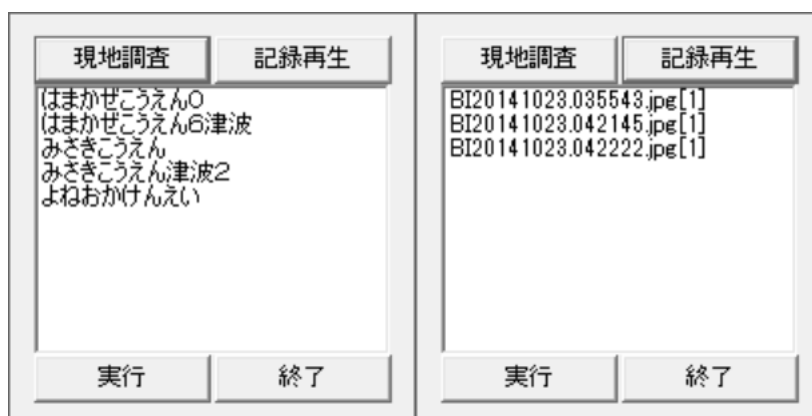 現地調査 記録再生
はまかぜこうえん0
はまかぜこうえん6津波
みさきこうえん
みさきこうえん津波2
よねおかけんえい
実行 終了
現地調査 記録再生
BI20141023.035543.jpg[1]
BI20141023.042145.jpg[1]
BI20141023.042222.jpg[1]
実行 終了